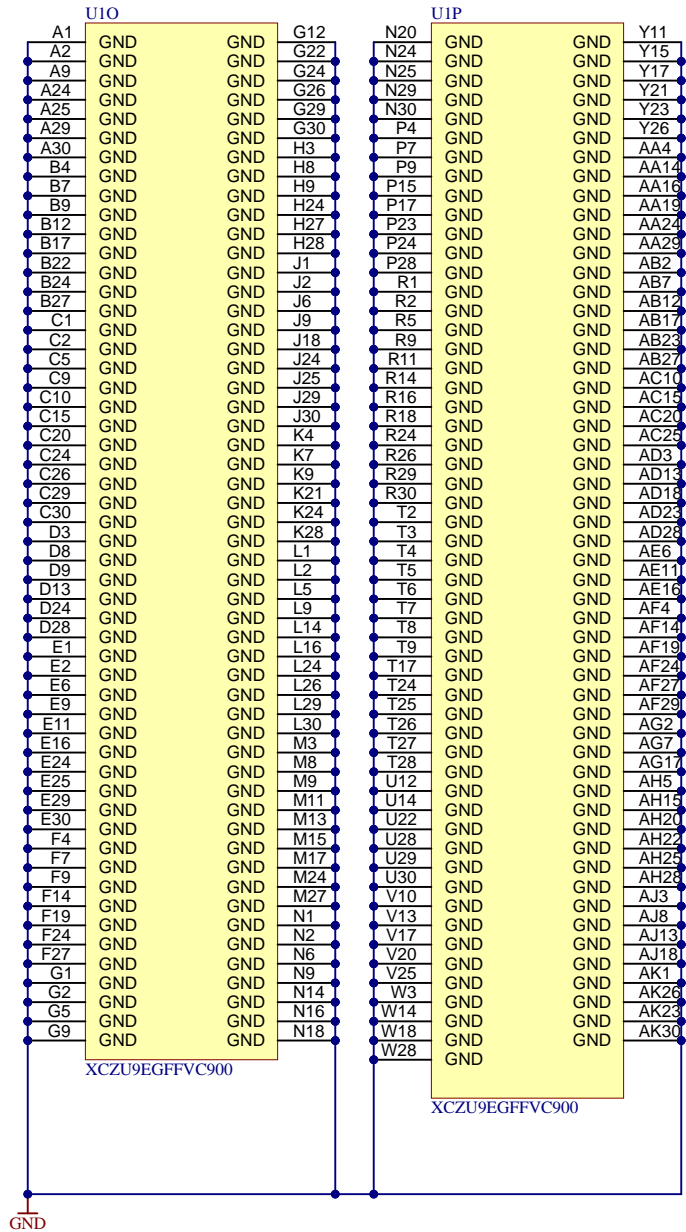 U1O
A1 GND GND G12
A2 GND GND G22
A9 GND GND G24
A24 GND GND G26
A25 GND GND G29
A29 GND GND G30
A30 GND GND H3
B4 GND GND H8
B7 GND GND H9
B9 GND GND H24
B12 GND GND H27
B17 GND GND H28
B22 GND GND J1
B24 GND GND J2
B27 GND GND J6
C1 GND GND J9
C2 GND GND J18
C5 GND GND J24
C9 GND GND J25
C10 GND GND J29
C15 GND GND J30
C20 GND GND K4
C24 GND GND K7
C26 GND GND K9
C29 GND GND K21
C30 GND GND K24
D3 GND GND K28
D8 GND GND L1
D9 GND GND L2
D13 GND GND L5
D24 GND GND L9
D28 GND GND L14
E1 GND GND L16
E2 GND GND L24
E6 GND GND L26
E9 GND GND L29
E11 GND GND L30
E16 GND GND M3
E24 GND GND M8
E25 GND GND M9
E29 GND GND M11
E30 GND GND M13
F4 GND GND M15
F7 GND GND M17
F9 GND GND M24
F14 GND GND M27
F19 GND GND N1
F24 GND GND N2
F27 GND GND N6
G1 GND GND N9
G2 GND GND N14
G5 GND GND N16
G9 GND GND N18
XCZU9EGFFVC900
U1P
N20 GND GND Y11
N24 GND GND Y15
N25 GND GND Y17
N29 GND GND Y21
N30 GND GND Y23
P4 GND GND Y26
P7 GND GND AA4
P9 GND GND AA14
P15 GND GND AA16
P17 GND GND AA19
P23 GND GND AA24
P24 GND GND AA29
P28 GND GND AB2
R1 GND GND AB7
R2 GND GND AB12
R5 GND GND AB17
R9 GND GND AB23
R11 GND GND AB27
R14 GND GND AC10
R16 GND GND AC15
R18 GND GND AC20
R24 GND GND AC25
R26 GND GND AD3
R29 GND GND AD13
R30 GND GND AD18
T2 GND GND AD23
T3 GND GND AD28
T4 GND GND AE6
T5 GND GND AE11
T6 GND GND AE16
T7 GND GND AF4
T8 GND GND AF14
T9 GND GND AF19
T17 GND GND AF24
T24 GND GND AF27
T25 GND GND AF29
T26 GND GND AG2
T27 GND GND AG7
T28 GND GND AG17
U12 GND GND AH5
U14 GND GND AH15
U22 GND GND AH20
U28 GND GND AH22
U29 GND GND AH25
U30 GND GND AH28
V10 GND GND AJ3
V13 GND GND AJ8
V17 GND GND AJ13
V20 GND GND AJ18
V25 GND GND AK1
W3 GND GND AK26
W14 GND GND AK23
W18 GND GND AK30
W28 GND
XCZU9EGFFVC900
GND